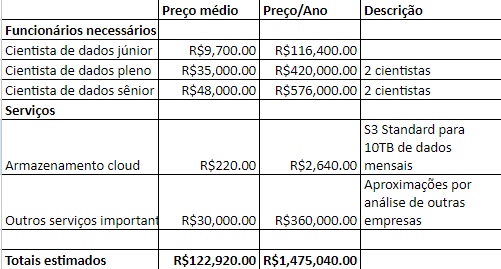 Preço médio Preço/Ano Descrição
Funcionários necessários
Cientista de dados júnior R$9,700.00 R$116,400.00
Cientista de dados pleno R$35,000.00 R$420,000.00 2 cientistas
Cientista de dados sênior R$48,000.00 R$576,000.00 2 cientistas
Serviços
S3 Standard para
10TB de dados
Armazenamento cloud R$220.00 R$2,640.00 mensais
Aproximações por
análise de outras
Outros serviços important R$30,000.00 R$360,000.00 empresas
Totais estimados R$122,920.00 R$1,475,040.00